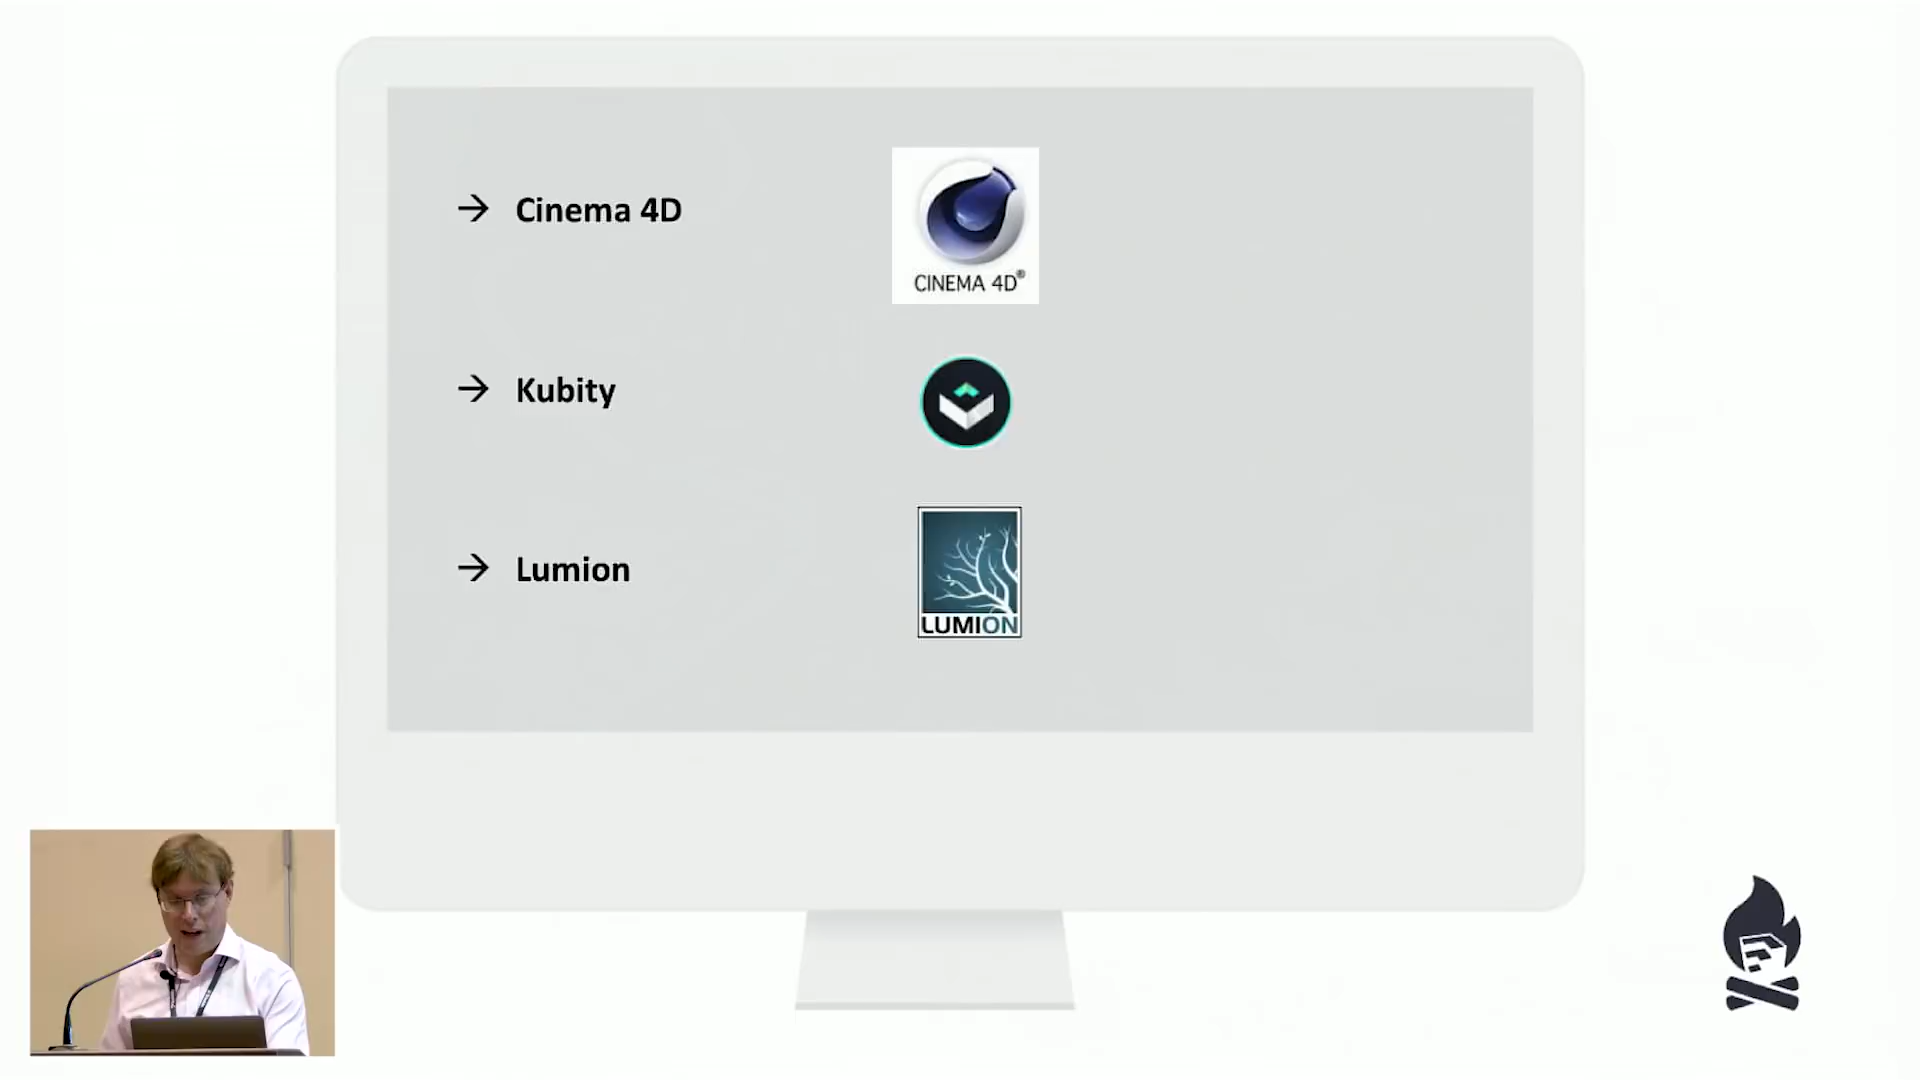 → Cinema 4D
CINEMA 4D®
→ Kubity
→ Lumion
LUMION